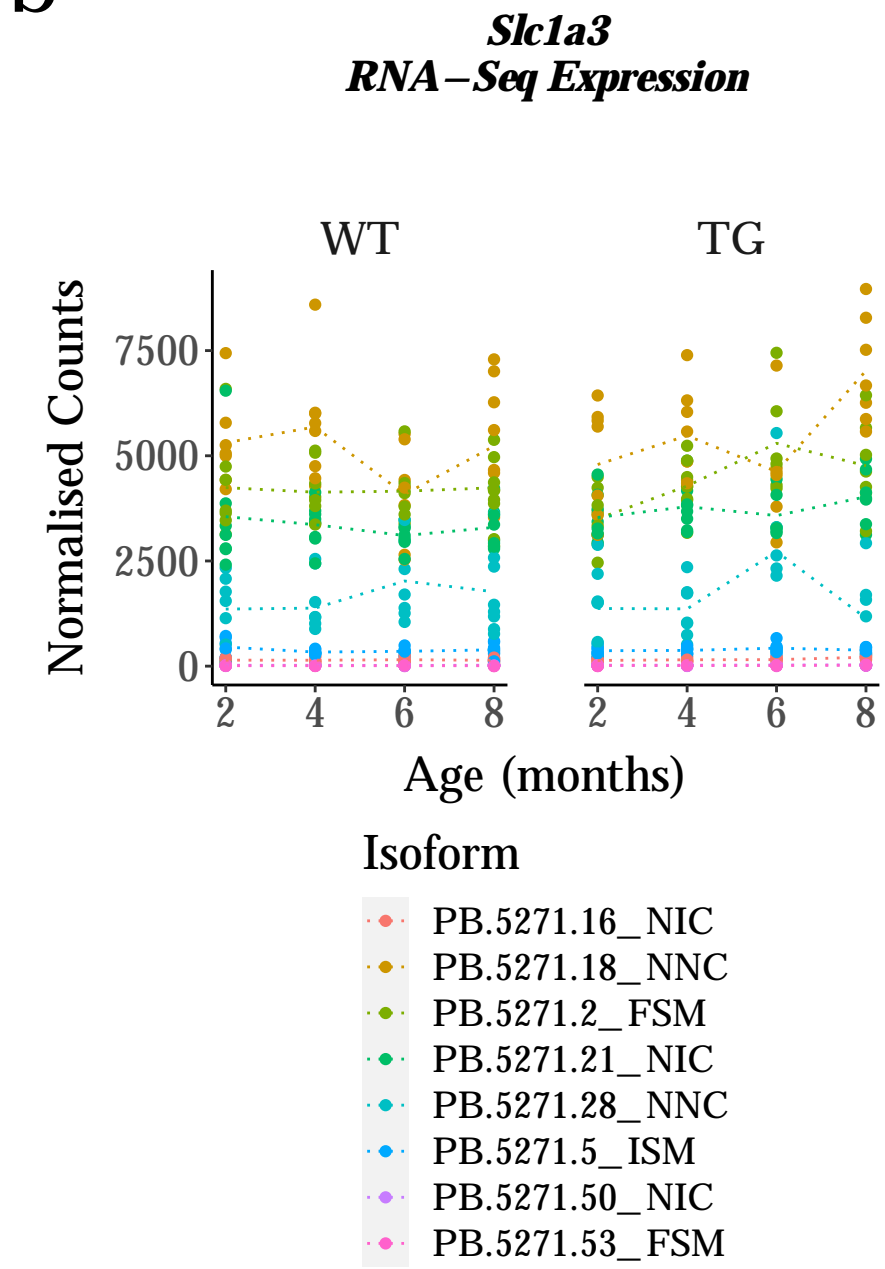 b
Slc1a3
RNA–Seq Expression
WT TG
Normalised Counts
7500
5000
2500
0
2 4 6 8 2 4 6 8
Age (months)
Isoform
PB.5271.16_NIC
PB.5271.18_NNC
PB.5271.2_FSM
PB.5271.21_NIC
PB.5271.28_NNC
PB.5271.5_ISM
PB.5271.50_NIC
PB.5271.53_FSM